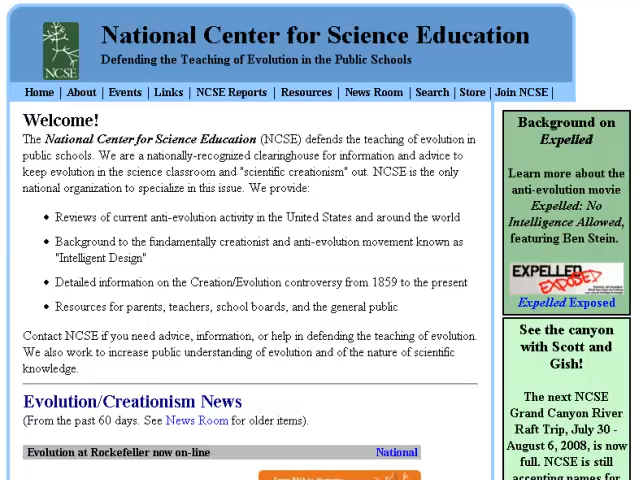 NCSE
National Center for Science Education
Defending the Teaching of Evolution in the Public Schools
Home | About | Events | Links | NCSE Reports | Resources | News Room | Search | Store | Join NCSE |
Welcome!
The National Center for Science Education (NCSE) defends the teaching of evolution in
public schools. We are a nationally-recognized clearinghouse for information and advice to
keep evolution in the science classroom and "scientific creationism" out. NCSE is the only
national organization to specialize in this issue. We provide:
Reviews of current anti-evolution activity in the United States and around the world
Background to the fundamentally creationist and anti-evolution movement known as
"Intelligent Design"
Detailed information on the Creation/Evolution controversy from 1859 to the present
Resources for parents, teachers, school boards, and the general public
Contact NCSE if you need advice, information, or help in defending the teaching of evolution.
We also work to increase public understanding of evolution and of the nature of scientific
knowledge.
Evolution/Creationism News
(From the past 60 days. See News Room for older items).
Evolution at Rockefeller now on-line National
Background on
Expelled
Learn more about the
anti-evolution movie
Expelled: No
Intelligence Allowed,
featuring Ben Stein.
EXPELLED
EXPOSED
Expelled Exposed
See the canyon
with Scott and
Gish!
The next NCSE
Grand Canyon River
Raft Trip, July 30 -
August 6, 2008, is now
full. NCSE is still
accepting names for